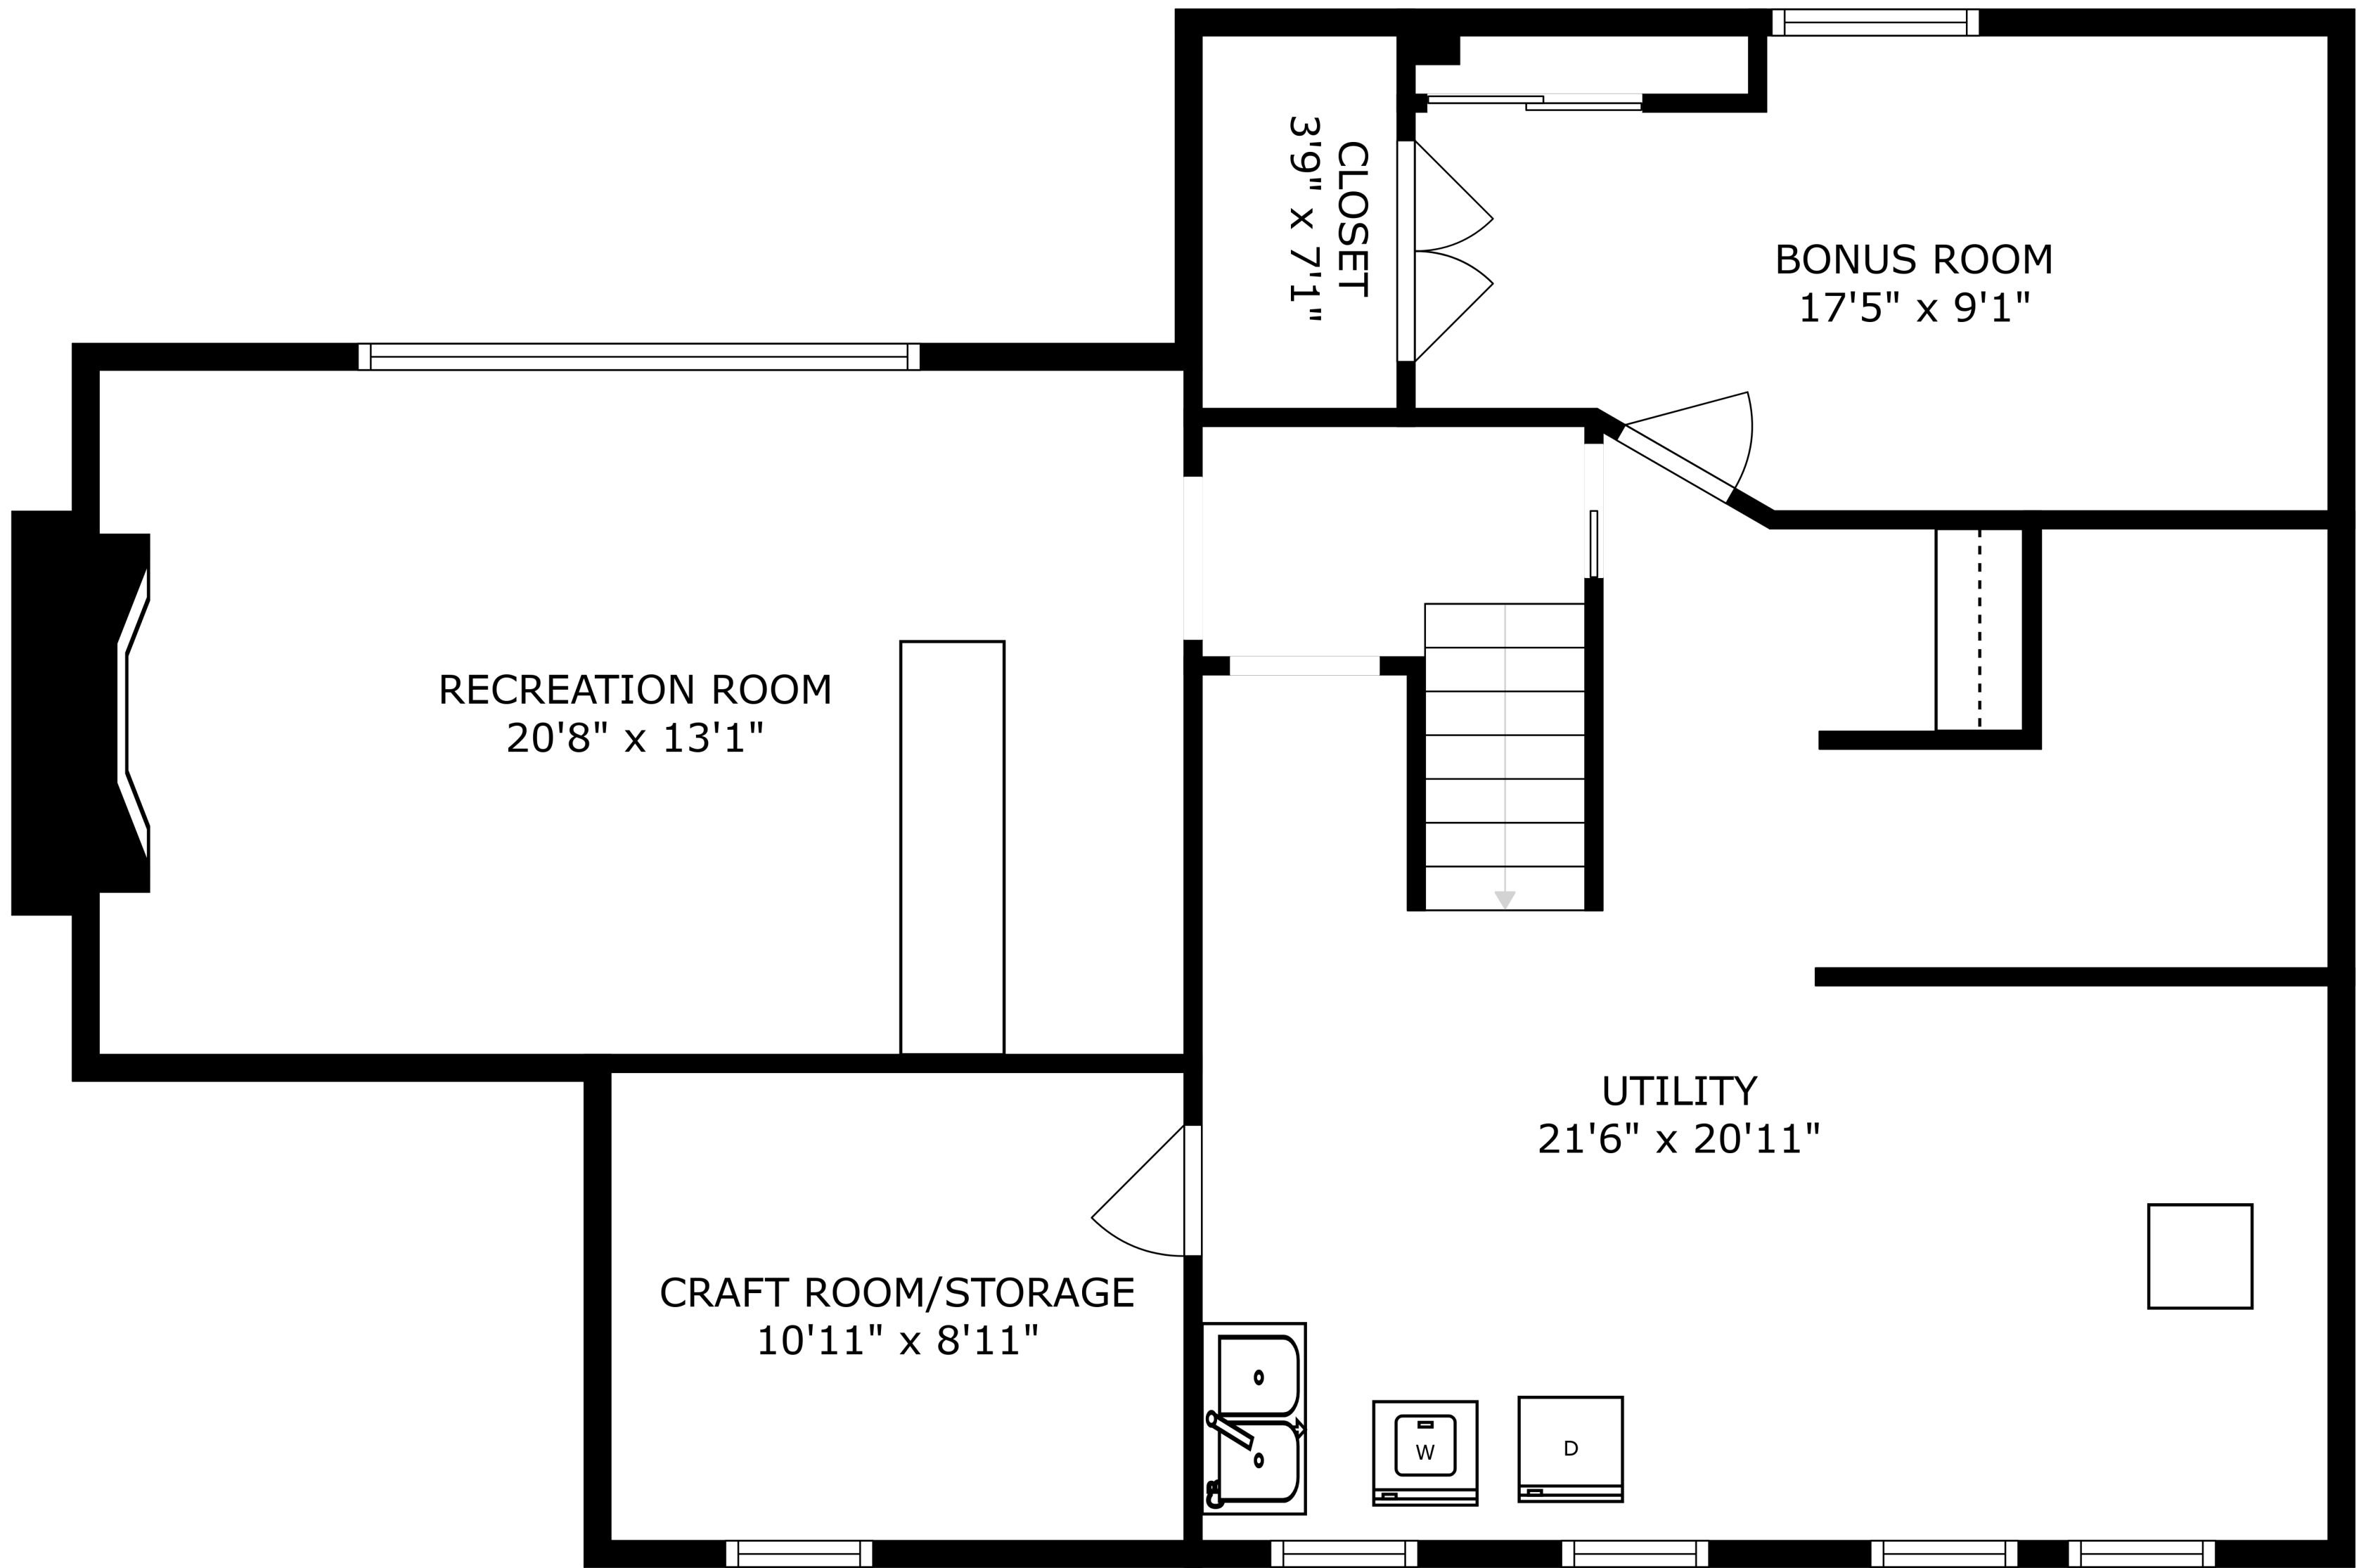 CLOSET
3'9" x 7'1"
BONUS ROOM
17'5" x 9'1"
RECREATION ROOM
20'8" x 13'1"
UTILITY
21'6" x 20'11"
CRAFT ROOM/STORAGE
10'11" x 8'11"
W
D